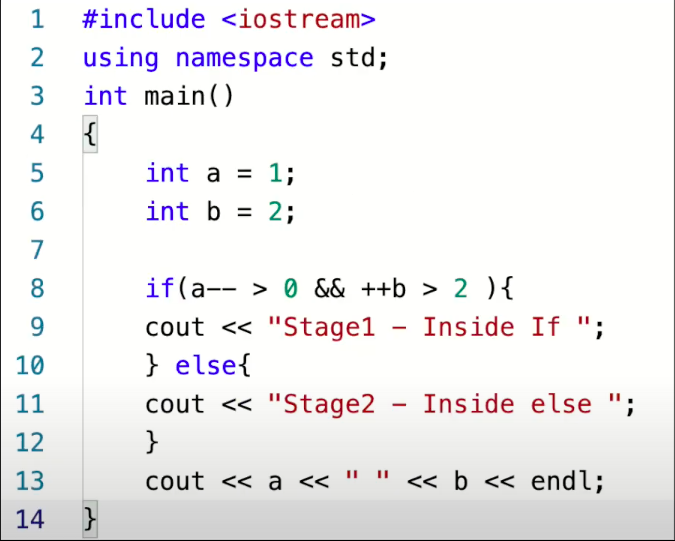 1 #include <iostream>
2 using namespace std;
3 int main()
4 {
5 int a = 1;
6 int b = 2;
7
8 if(a-- > 0 && ++b > 2 ){
9 cout << "Stage1 - Inside If ";
10 } else{
11 cout << "Stage2 - Inside else ";
12 }
13 cout << a << " " << b << endl;
14 }